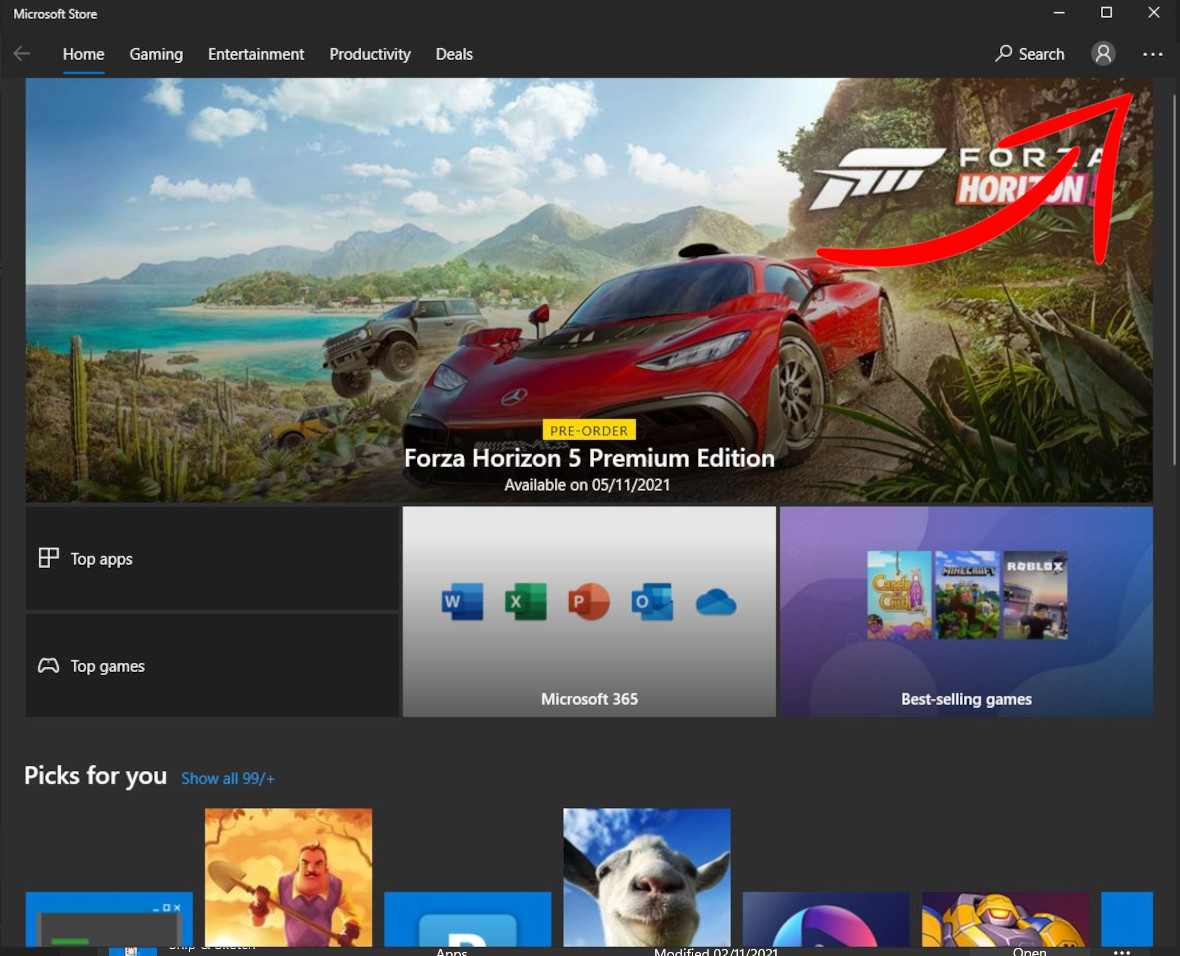 Microsoft Store
Home Gaming Entertainment Productivity Deals Search
FORZA
HORIZON
PRE-ORDER
Forza Horizon 5 Premium Edition
Available on 05/11/2021
Top apps
Top games
W X P O
Microsoft 365
Candy Crush
MINECRAFT
ROBLOX
Best-selling games
Picks for you Show all 99/+
Snip & Sketch
Apps Modified 02/11/2021 Open